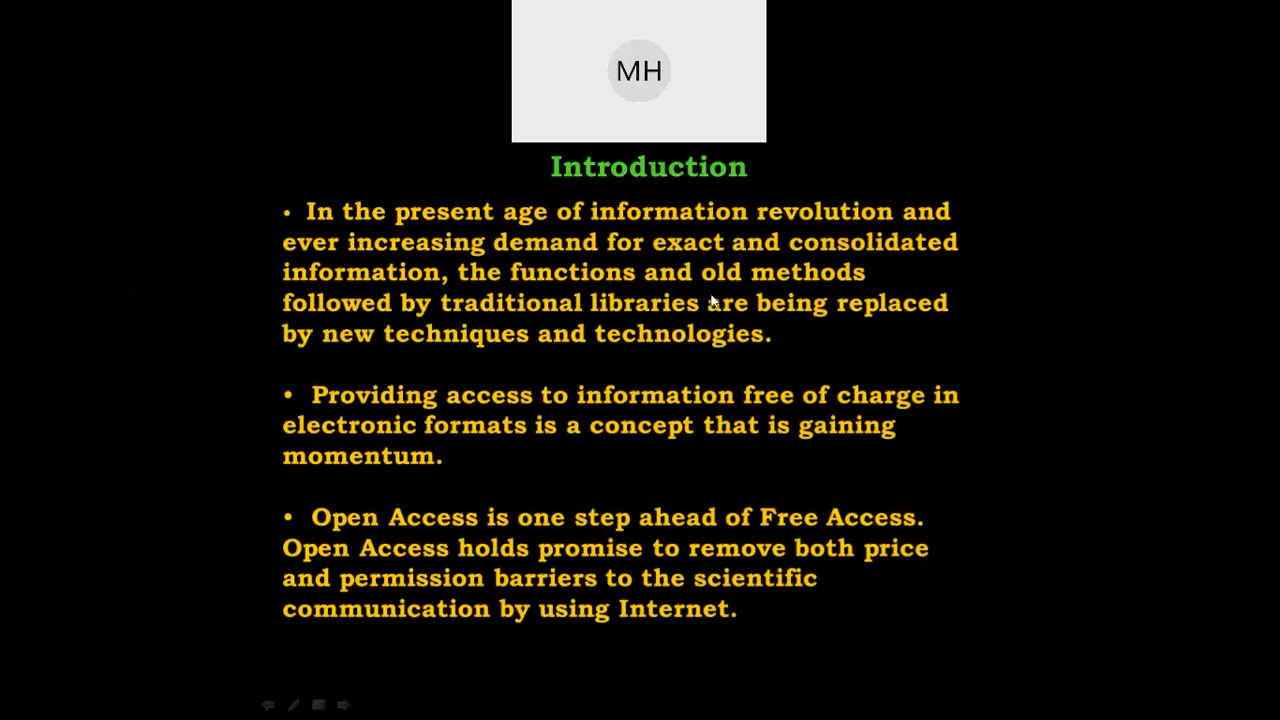 MH
Introduction
• In the present age of information revolution and
ever increasing demand for exact and consolidated
information, the functions and old methods
followed by traditional libraries are being replaced
by new techniques and technologies.
• Providing access to information free of charge in
electronic formats is a concept that is gaining
momentum.
• Open Access is one step ahead of Free Access.
Open Access holds promise to remove both price
and permission barriers to the scientific
communication by using Internet.